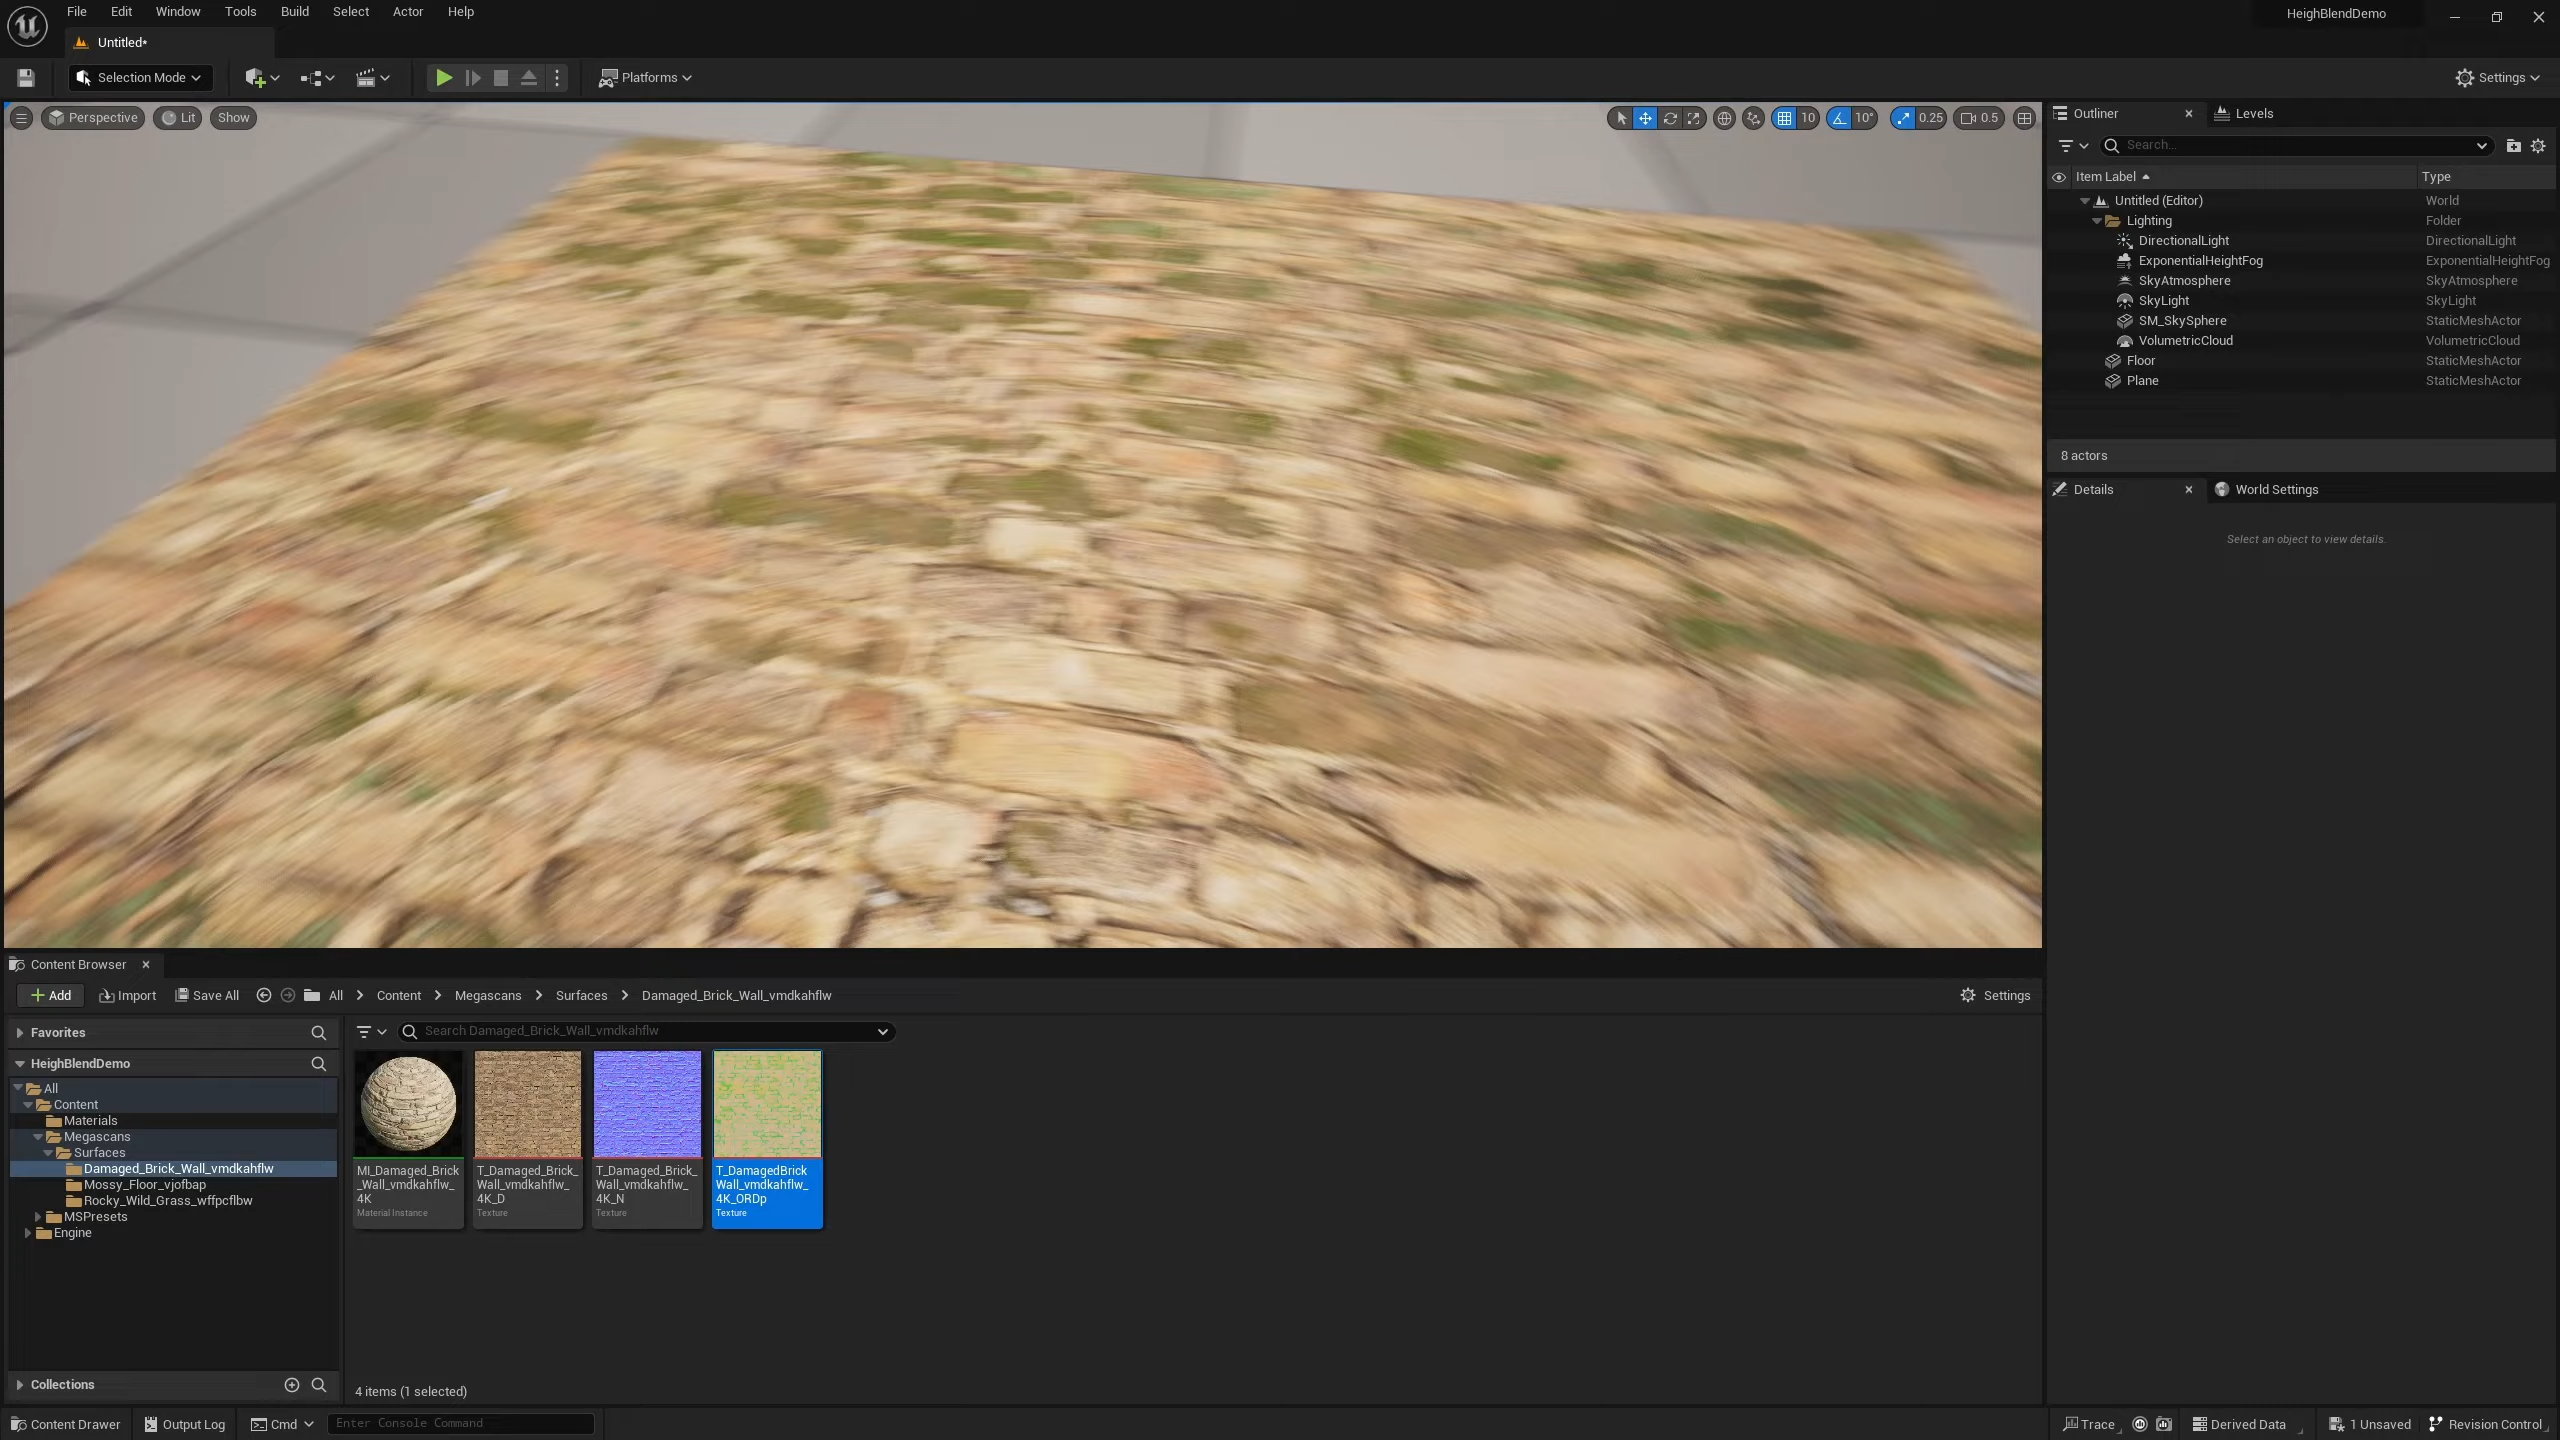 File Edit Window Tools Build Select Actor Help
HeighBlendDemo
Untitled*
Selection Mode
Platforms
Settings
Perspective Lit Show
10 10° 0.25 0.5
Outliner
Levels
Search...
Item Label Type
Untitled (Editor) World
Lighting Folder
DirectionalLight DirectionalLight
ExponentialHeightFog ExponentialHeightFog
SkyAtmosphere SkyAtmosphere
SkyLight SkyLight
SM_SkySphere StaticMeshActor
VolumetricCloud VolumetricCloud
Floor StaticMeshActor
Plane StaticMeshActor
8 actors
Details World Settings
Select an object to view details.
Content Browser
Add Import Save All All Content Megascans Surfaces Damaged_Brick_Wall_vmdkahflw Settings
Favorites
Search Damaged_Brick_Wall_vmdkahflw
HeighBlendDemo
All
Content
Materials
Megascans
Surfaces
Damaged_Brick_Wall_vmdkahflw
Mossy_Floor_vjofbap
Rocky_Wild_Grass_wffpcflbw
MSPresets
Engine
MI_Damaged_Brick
_Wall_vmdkahflw_
4K
Material Instance
T_Damaged_Brick_
Wall_vmdkahflw_
4K_D
Texture
T_Damaged_Brick_
Wall_vmdkahflw_
4K_N
Texture
T_DamagedBrick
Wall_vmdkahflw_
4K_ORDp
Texture
Collections
4 items (1 selected)
Content Drawer Output Log Cmd Enter Console Command Trace Derived Data 1 Unsaved Revision Control